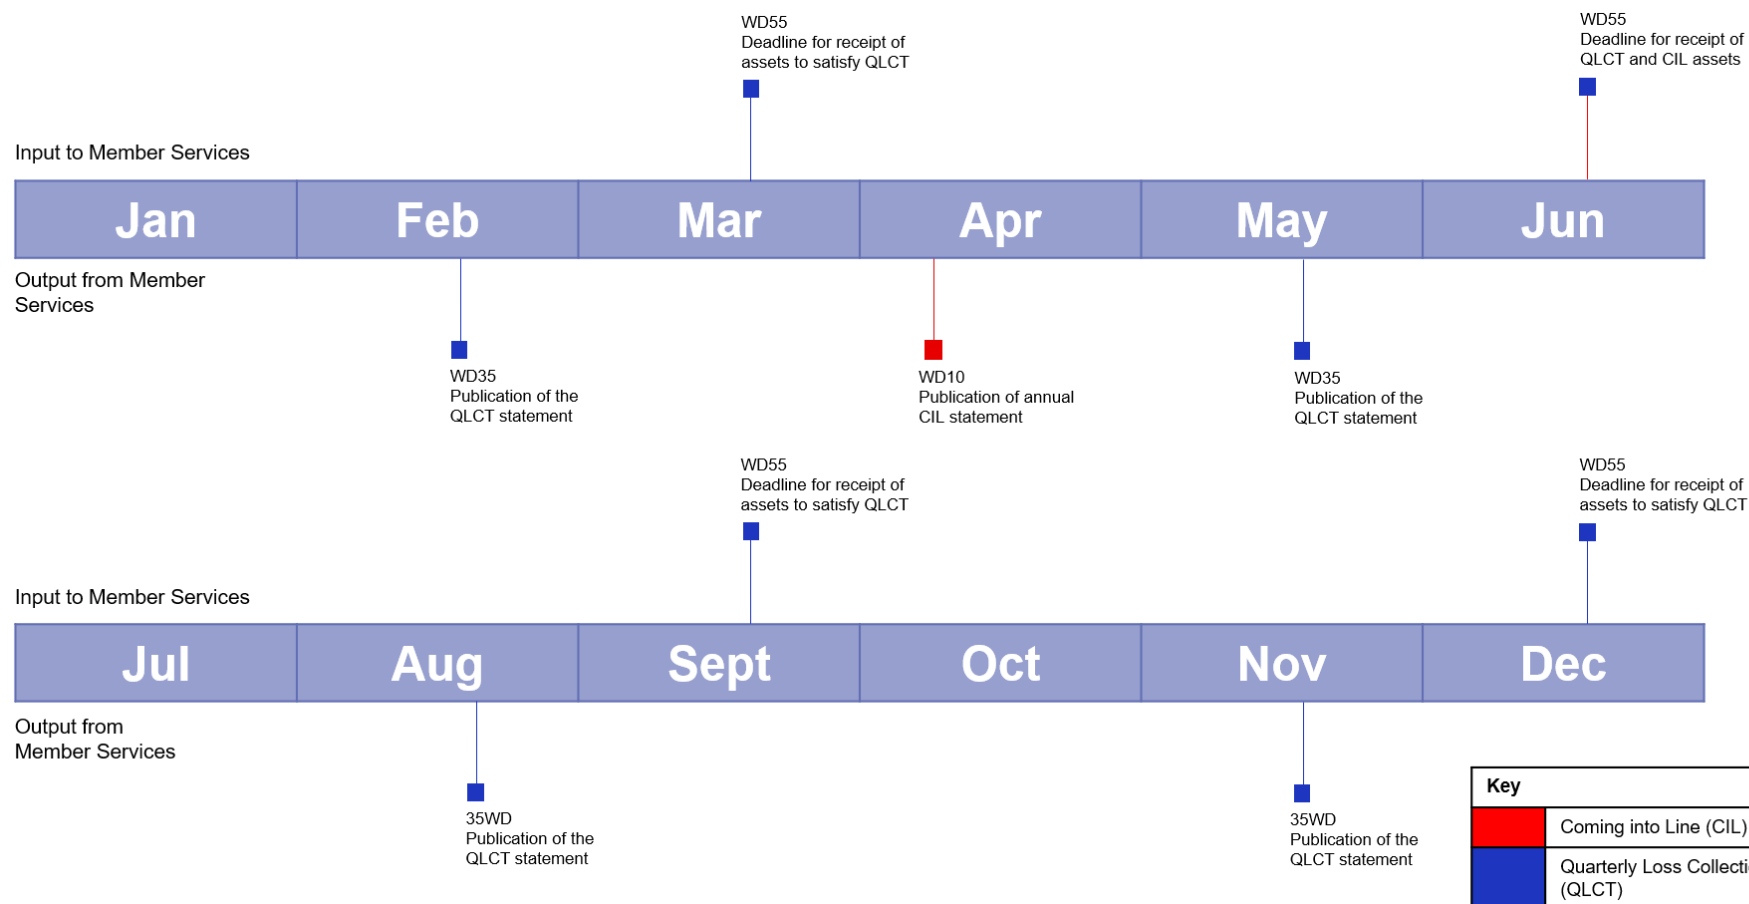 WD55
Deadline for receipt of
assets to satisfy QLCT
WD55
Deadline for receipt of
QLCT and CIL assets
Input to Member Services
Jan
Feb
Mar
Apr
May
Jun
Output from Member
Services
WD35
Publication of the
QLCT statement
WD10
Publication of annual
CIL statement
WD35
Publication of the
QLCT statement
WD55
Deadline for receipt of
assets to satisfy QLCT
WD55
Deadline for receipt of
assets to satisfy QLCT
Input to Member Services
Jul
Aug
Sept
Oct
Nov
Dec
Output from
Member Services
35WD
Publication of the
QLCT statement
35WD
Publication of the
QLCT statement
Key
Coming into Line (CIL)
Quarterly Loss Collecti
(QLCT)